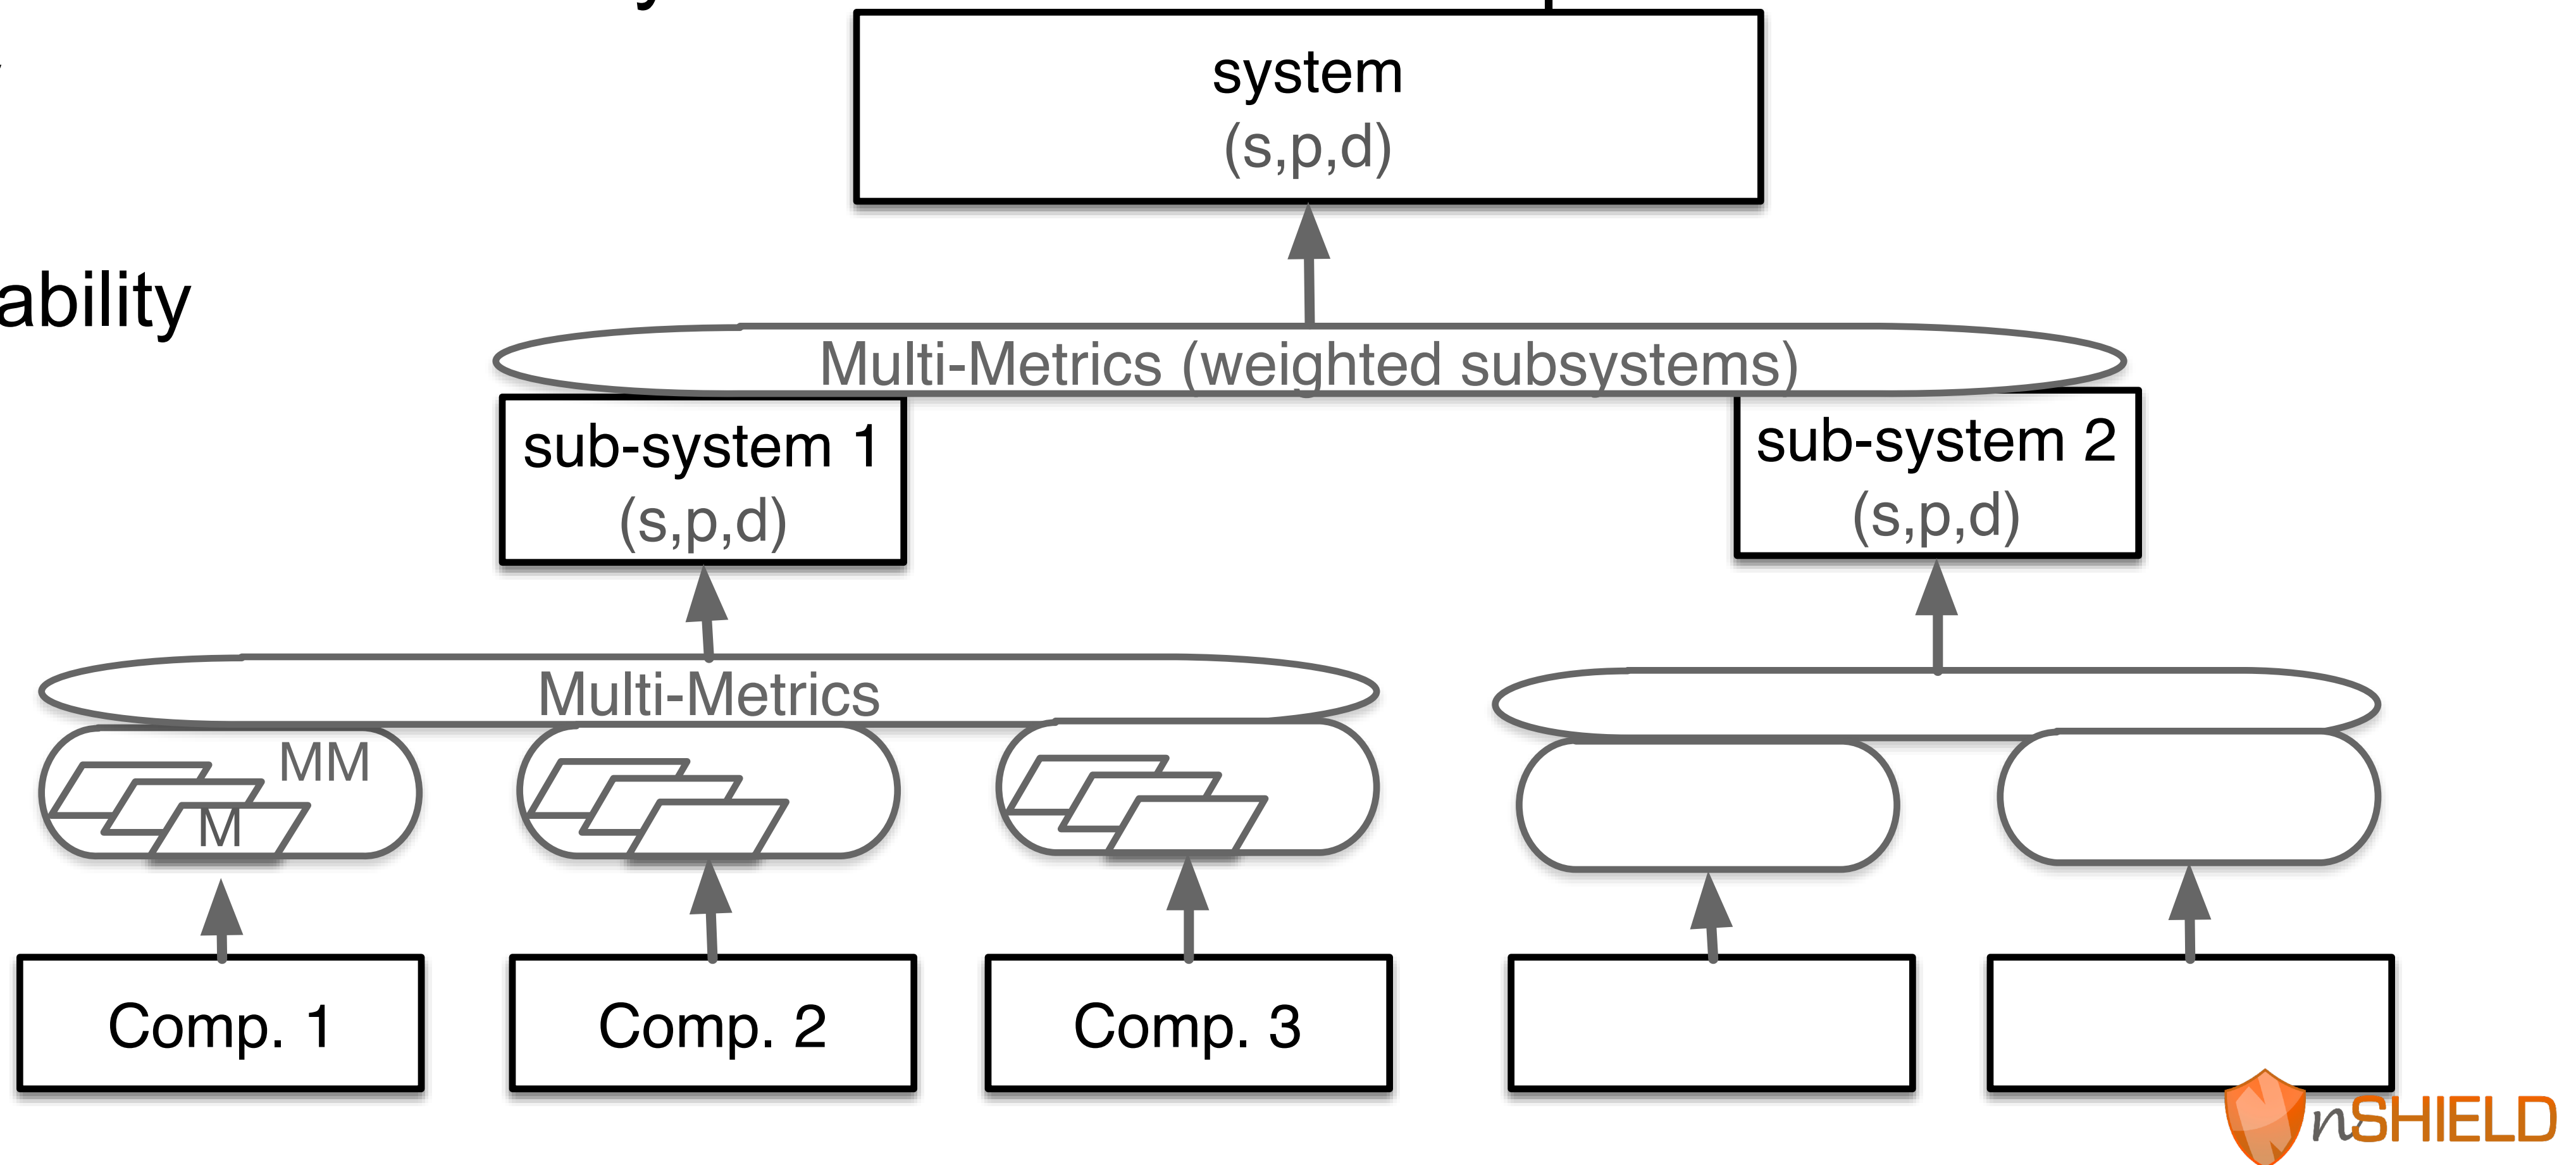 system
(s,p,d)
ability
Multi-Metrics (weighted subsystems)
sub-system 1
(s,p,d)
sub-system 2
(s,p,d)
Multi-Metrics
MM
M
Comp. 1
Comp. 2
Comp. 3
nSHIELD